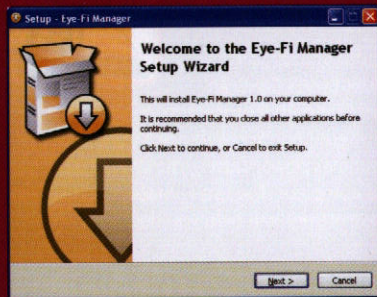 Setup - Eye-Fi Manager
Welcome to the Eye-Fi Manager
Setup Wizard
This will install Eye-Fi Manager 1.0 on your computer.
It is recommended that you close all other applications before
continuing.
Click Next to continue, or Cancel to exit Setup.
Next >
Cancel